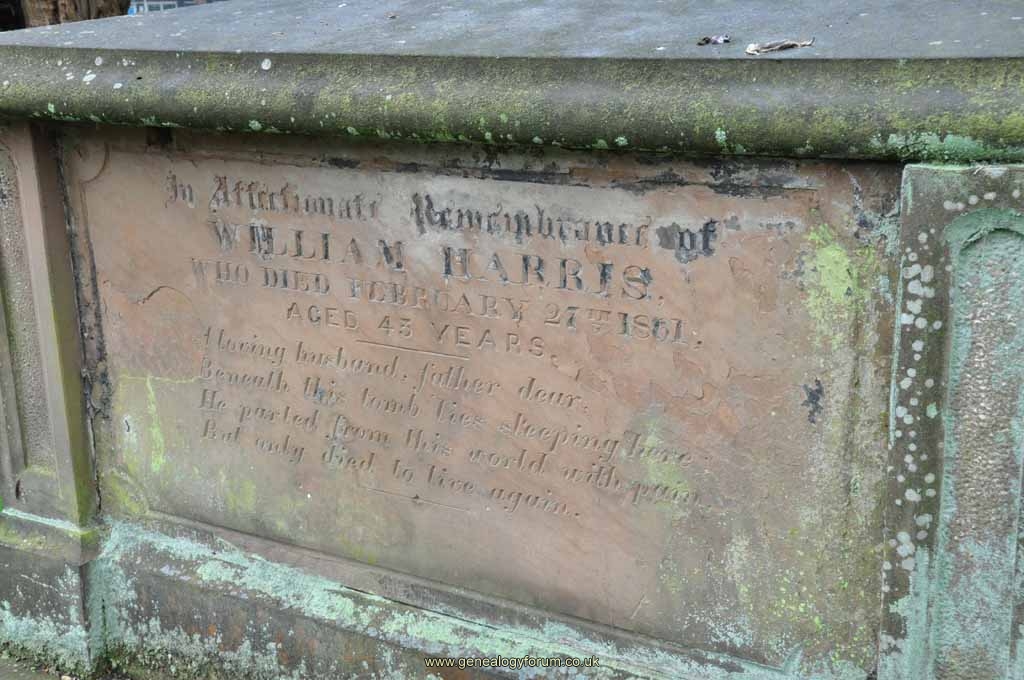 In Affectionate Remembrance of
WILLIAM HARRIS,
WHO DIED FEBRUARY 27TH 1861,
AGED 45 YEARS.
A loving husband, father dear,
Beneath this tomb lies sleeping here
He parted from this world with pain
But only died to live again.
www.genealogyforum.co.uk